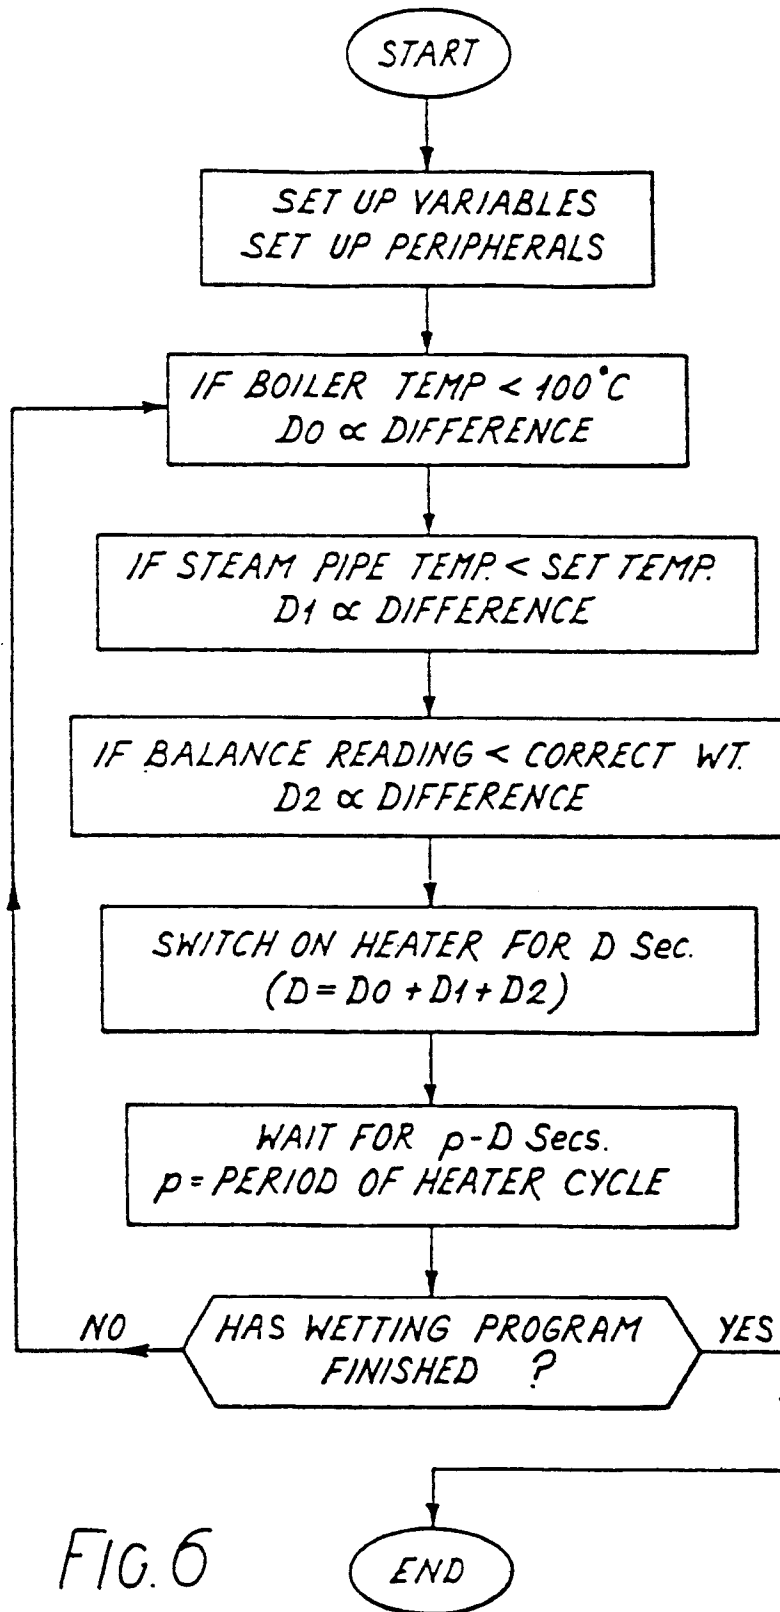 START
SET UP VARIABLES
SET UP PERIPHERALS
IF BOILER TEMP < 100°C
D0 ∝ DIFFERENCE
IF STEAM PIPE TEMP. < SET TEMP.
D1 ∝ DIFFERENCE
IF BALANCE READING < CORRECT WT.
D2 ∝ DIFFERENCE
SWITCH ON HEATER FOR D Sec.
(D = D0 + D1 + D2)
WAIT FOR p-D Secs.
p = PERIOD OF HEATER CYCLE
NO
HAS WETTING PROGRAM
FINISHED ?
YES
END
FIG. 6